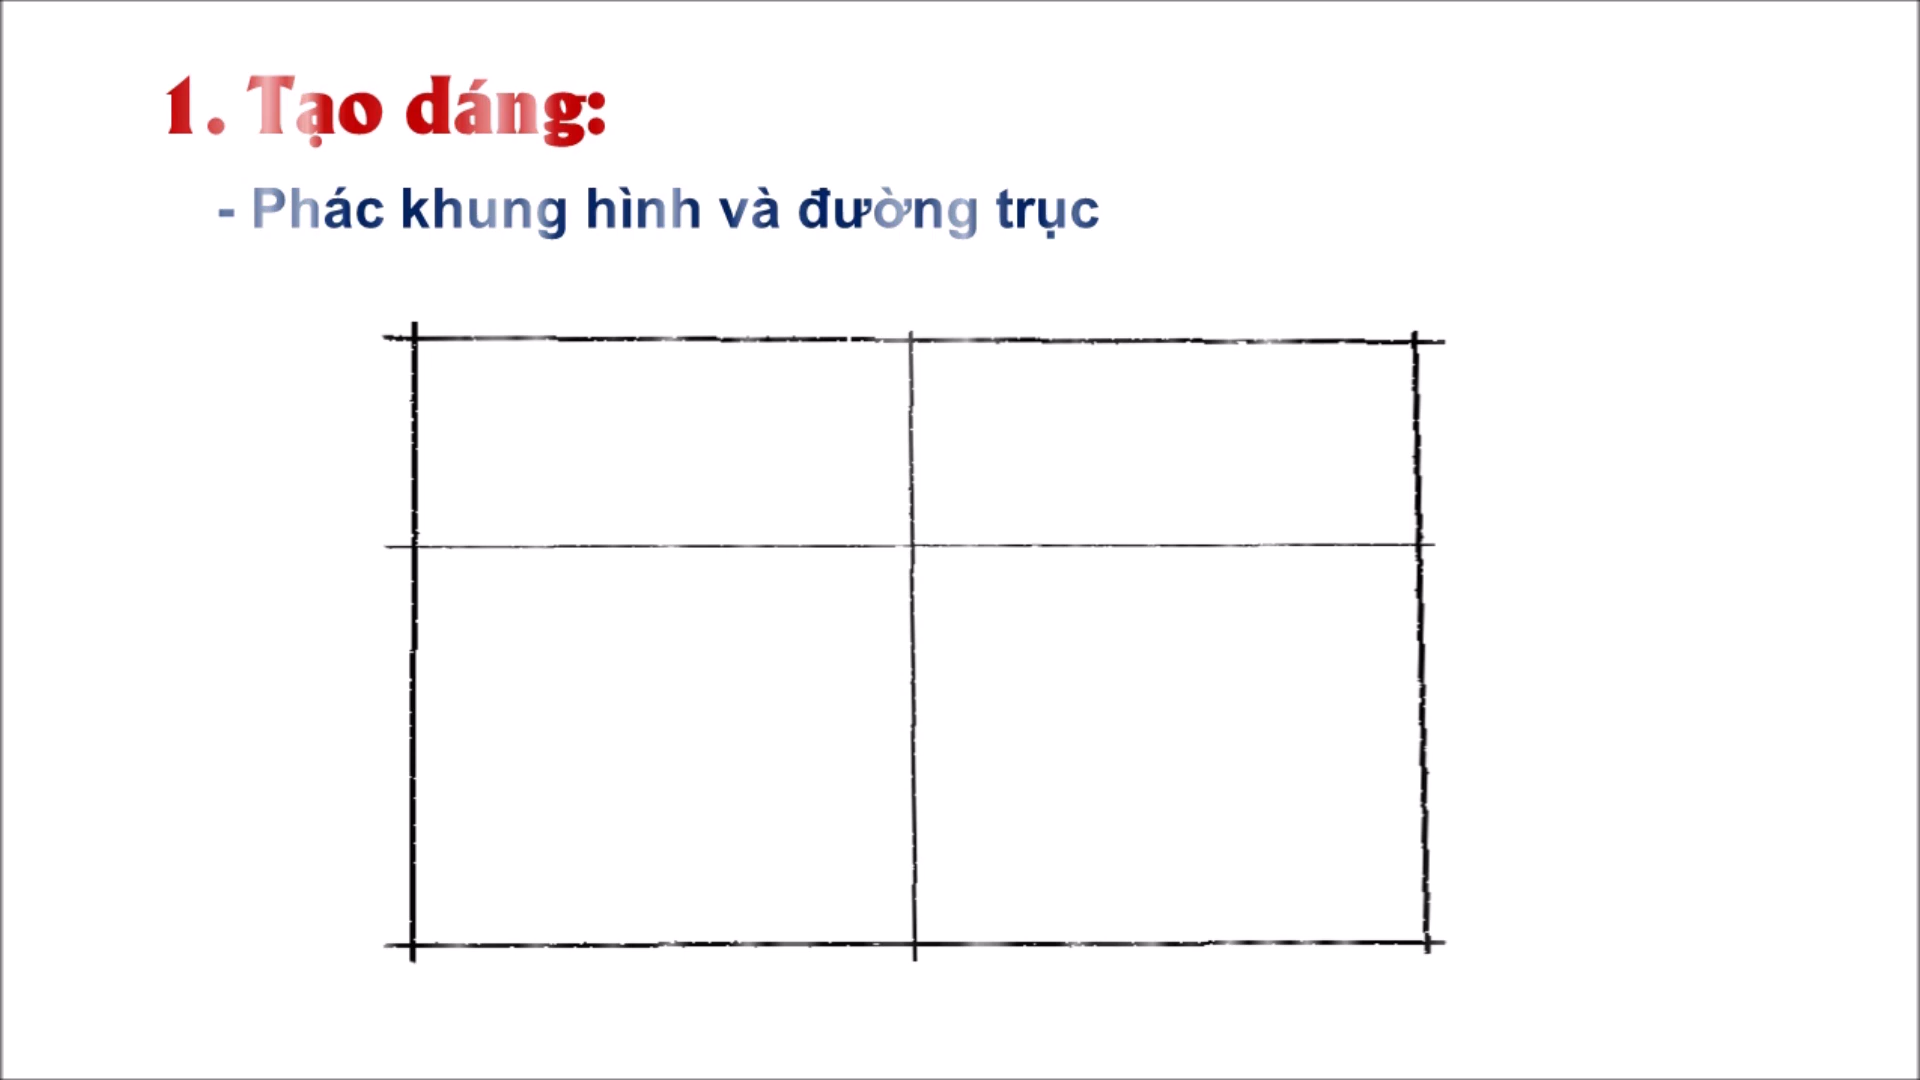 1. Tạo dáng:
- Phác khung hình và đường trục